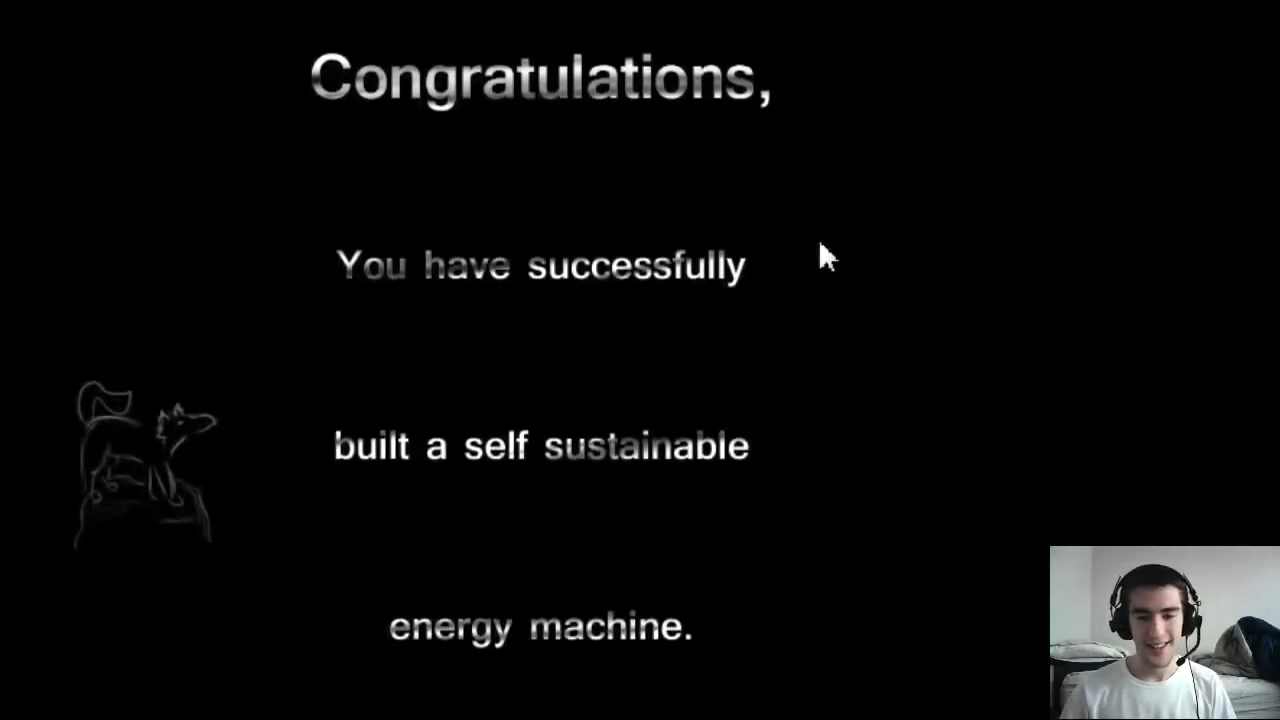 Congratulations,
You have successfully
built a self sustainable
energy machine.